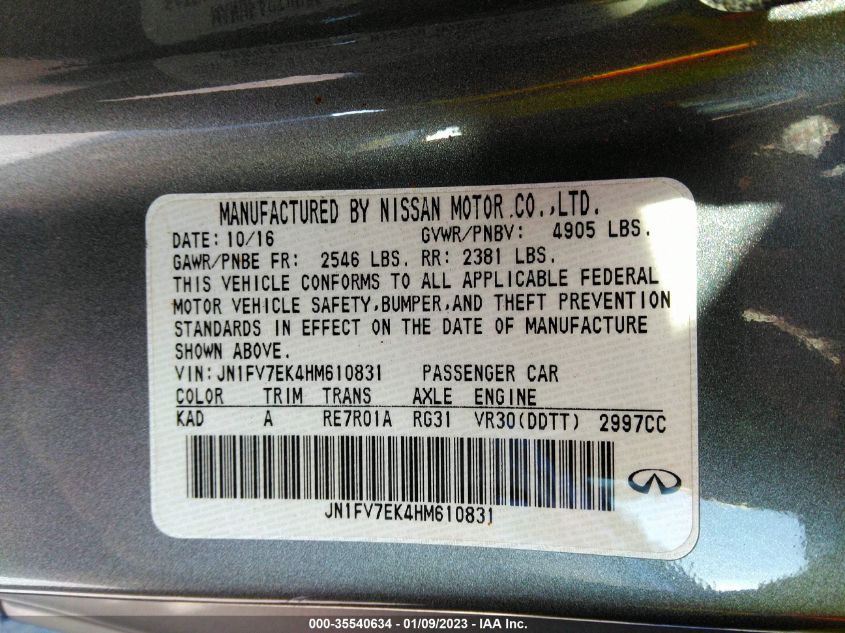 MANUFACTURED BY NISSAN MOTOR.CO.,LTD.
DATE: 10/16 GVWR/PNBV: 4905 LBS.
GAWR/PNBE FR: 2546 LBS. RR: 2381 LBS.
THIS VEHICLE CONFORMS TO ALL APPLICABLE FEDERAL
MOTOR VEHICLE SAFETY,BUMPER,AND THEFT PREVENTION
STANDARDS IN EFFECT ON THE DATE OF MANUFACTURE
SHOWN ABOVE.
VIN:JN1FV7EK4HM610831 PASSENGER CAR
COLOR TRIM TRANS AXLE ENGINE
KAD A RE7R01A RG31 VR30(DDTT) 2997CC
JN1FV7EK4HM610831
000-35540634 - 01/09/2023 - IAA Inc.